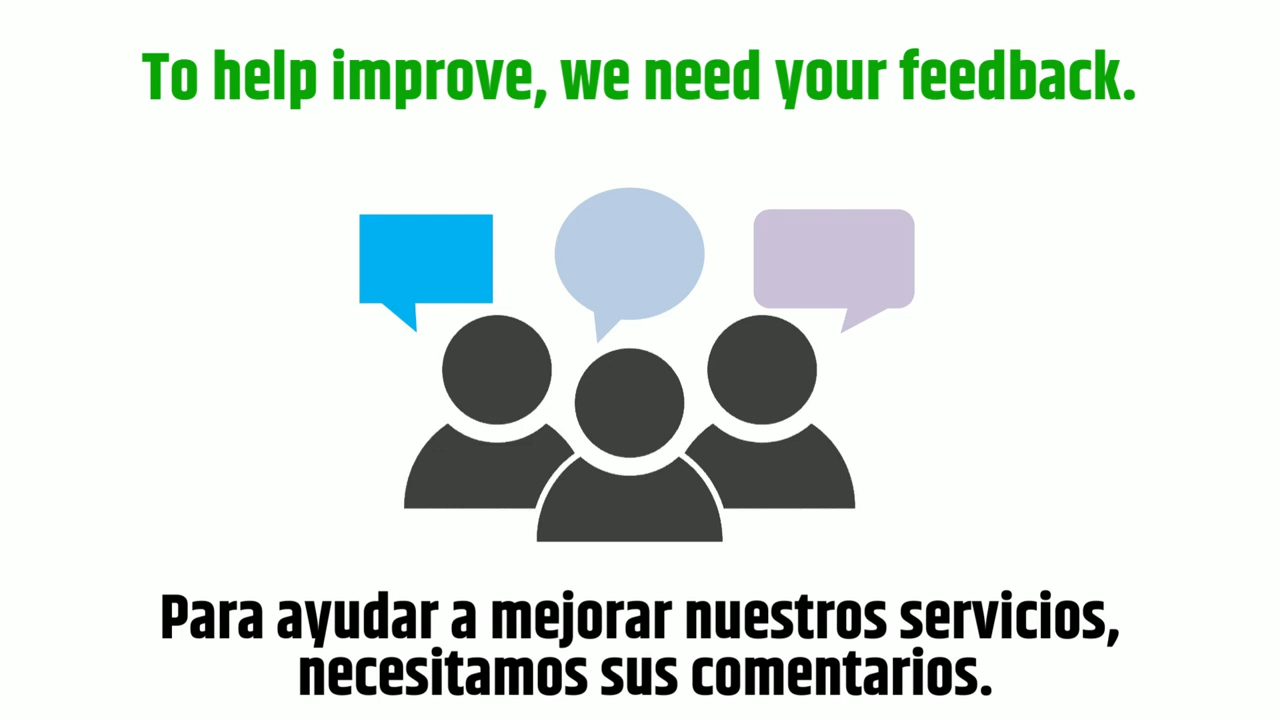 To help improve, we need your feedback.
Para ayudar a mejorar nuestros servicios,
necesitamos sus comentarios.